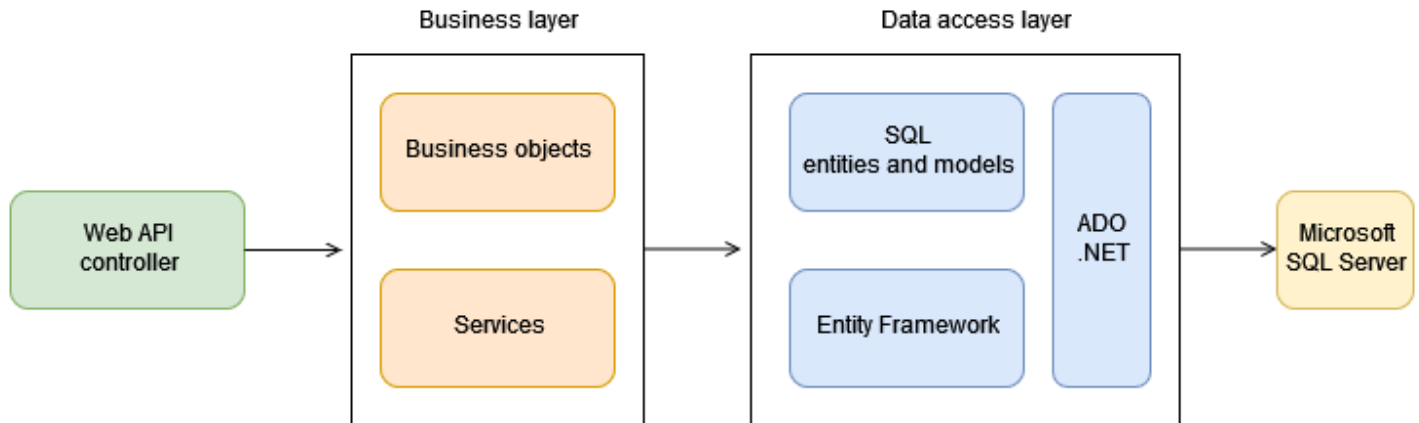 Business layer
Data access layer
Business objects
SQL
entities and models
Web API
controller
ADO
.NET
Microsoft
SQL Server
Services
Entity Framework